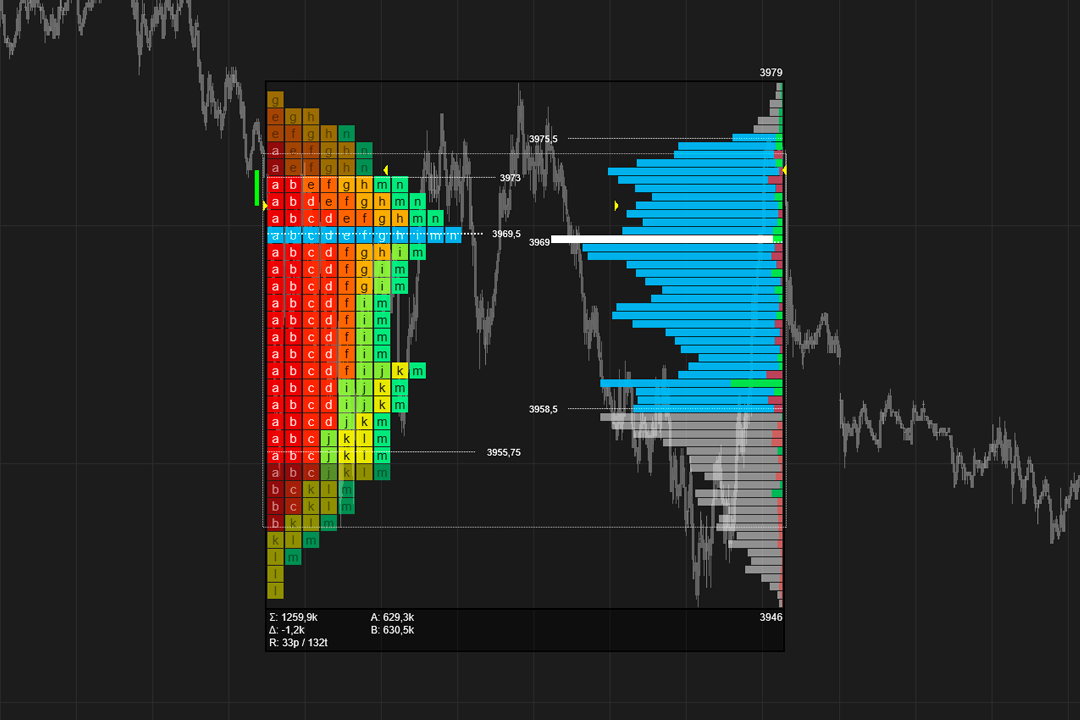 3979
g
e g h
e f g h n
3975,5
a e f g h n
a e f g h n
3973
a b e f g h m n
a b d e f g h m n
a b c d e f g h m n
a b c d e f g h i m n
3969,5
3969
a b c d f g h i m
a b c d f g i m
a b c d f g i m
a b c d f i m
a b c d f i m
a b c d f i m
a b c d f i m
a b c d f i j k m
a b c d i j k m
a b c d i j k m
3958,5
a b c d j k m
a b c j k l m
a b c j k l m
3955,75
a b c j k l m
b c k l m
b c k l m
b k l m
k l m
l m
l
l
Σ: 1259,9k A: 629,3k 3946
Δ: -1,2k B: 630,5k
R: 33p / 132t